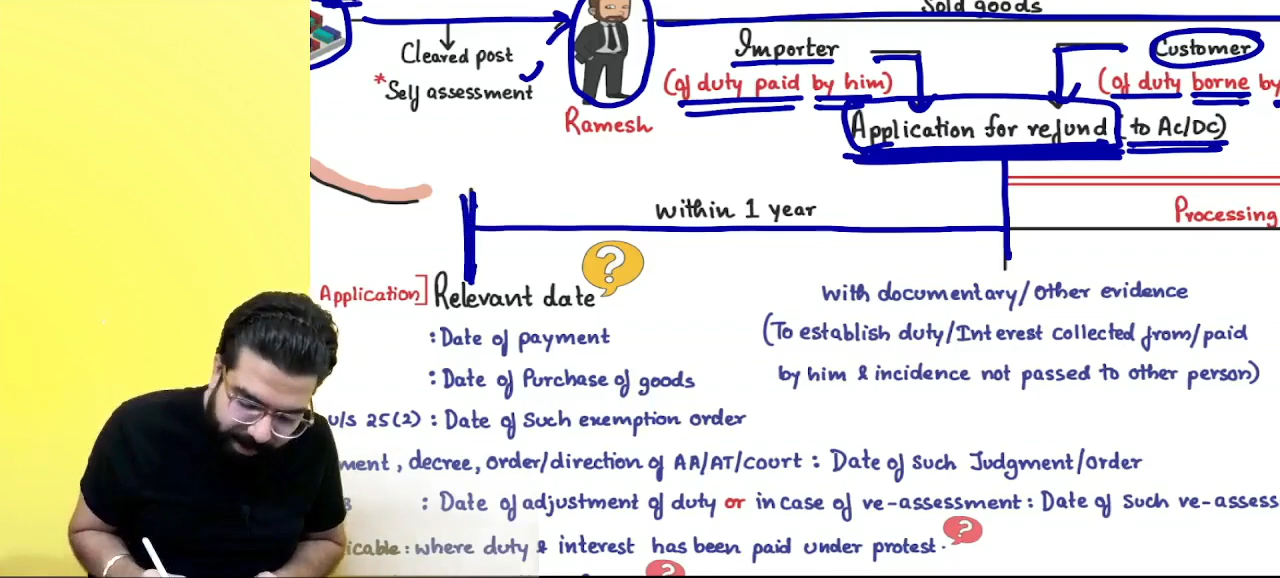 Sold goods
Cleared post
*Self assessment
Ramesh
Importer
(of duty paid by him)
Customer
(of duty borne by
Application for refund (to AC/DC)
within 1 year
Processing
Application] Relevant date ?
: Date of payment
: Date of Purchase of goods
u/s 25(2) : Date of Such exemption order
ment, decree, order/direction of AA/AT/court : Date of Such Judgment/order
: Date of adjustment of duty or in case of re-assessment : Date of Such re-assess
icable: where duty & interest has been paid under protest. ?
?
with documentary/other evidence
(To establish duty/Interest collected from/paid
by him & incidence not passed to other person)